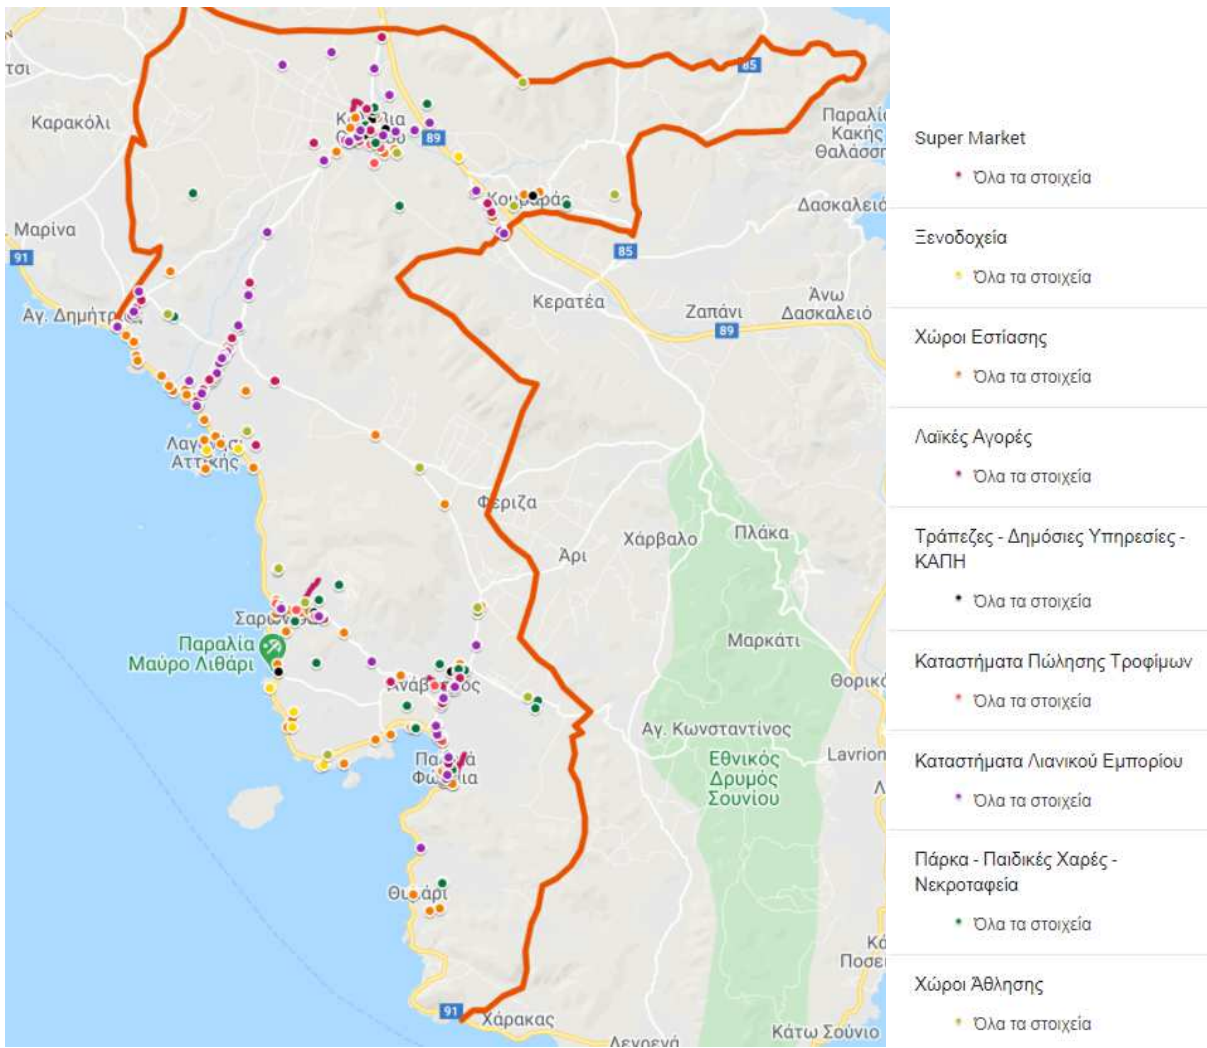 85
Παραλία
Κακής
Θαλάσσης
Καρακόλι
89
Κουβαράς
Δασκαλειό
. Μαρίνα
91
85
Αγ. Δημήτριος
Κερατέα
Ζαπάνι
Άνω
Δασκαλειό
89
Αττικής
Φέριζα
Χάρβαλο
Πλάκα
Άρι
Παραλία
Μαύρο Λιθάρι
Μαρκάτι
Ανάβυσσος
Αγ. Κωνσταντίνος
Lavrion
Εθνικός
Δρυμός
Σουνίου
Θυμάρι
91
Χάρακας
Κάτω Σούνιο
Super Market
Όλα τα στοιχεία
Ξενοδοχεία
Όλα τα στοιχεία
Χώροι Εστίασης
Όλα τα στοιχεία
Λαϊκές Αγορές
Όλα τα στοιχεία
Τράπεζες - Δημόσιες Υπηρεσίες -
ΚΑΠΗ
Όλα τα στοιχεία
Καταστήματα Πώλησης Τροφίμων
Όλα τα στοιχεία
Καταστήματα Λιανικού Εμπορίου
Όλα τα στοιχεία
Πάρκα - Παιδικές Χαρές -
Νεκροταφεία
Όλα τα στοιχεία
Χώροι Άθλησης
Όλα τα στοιχεία